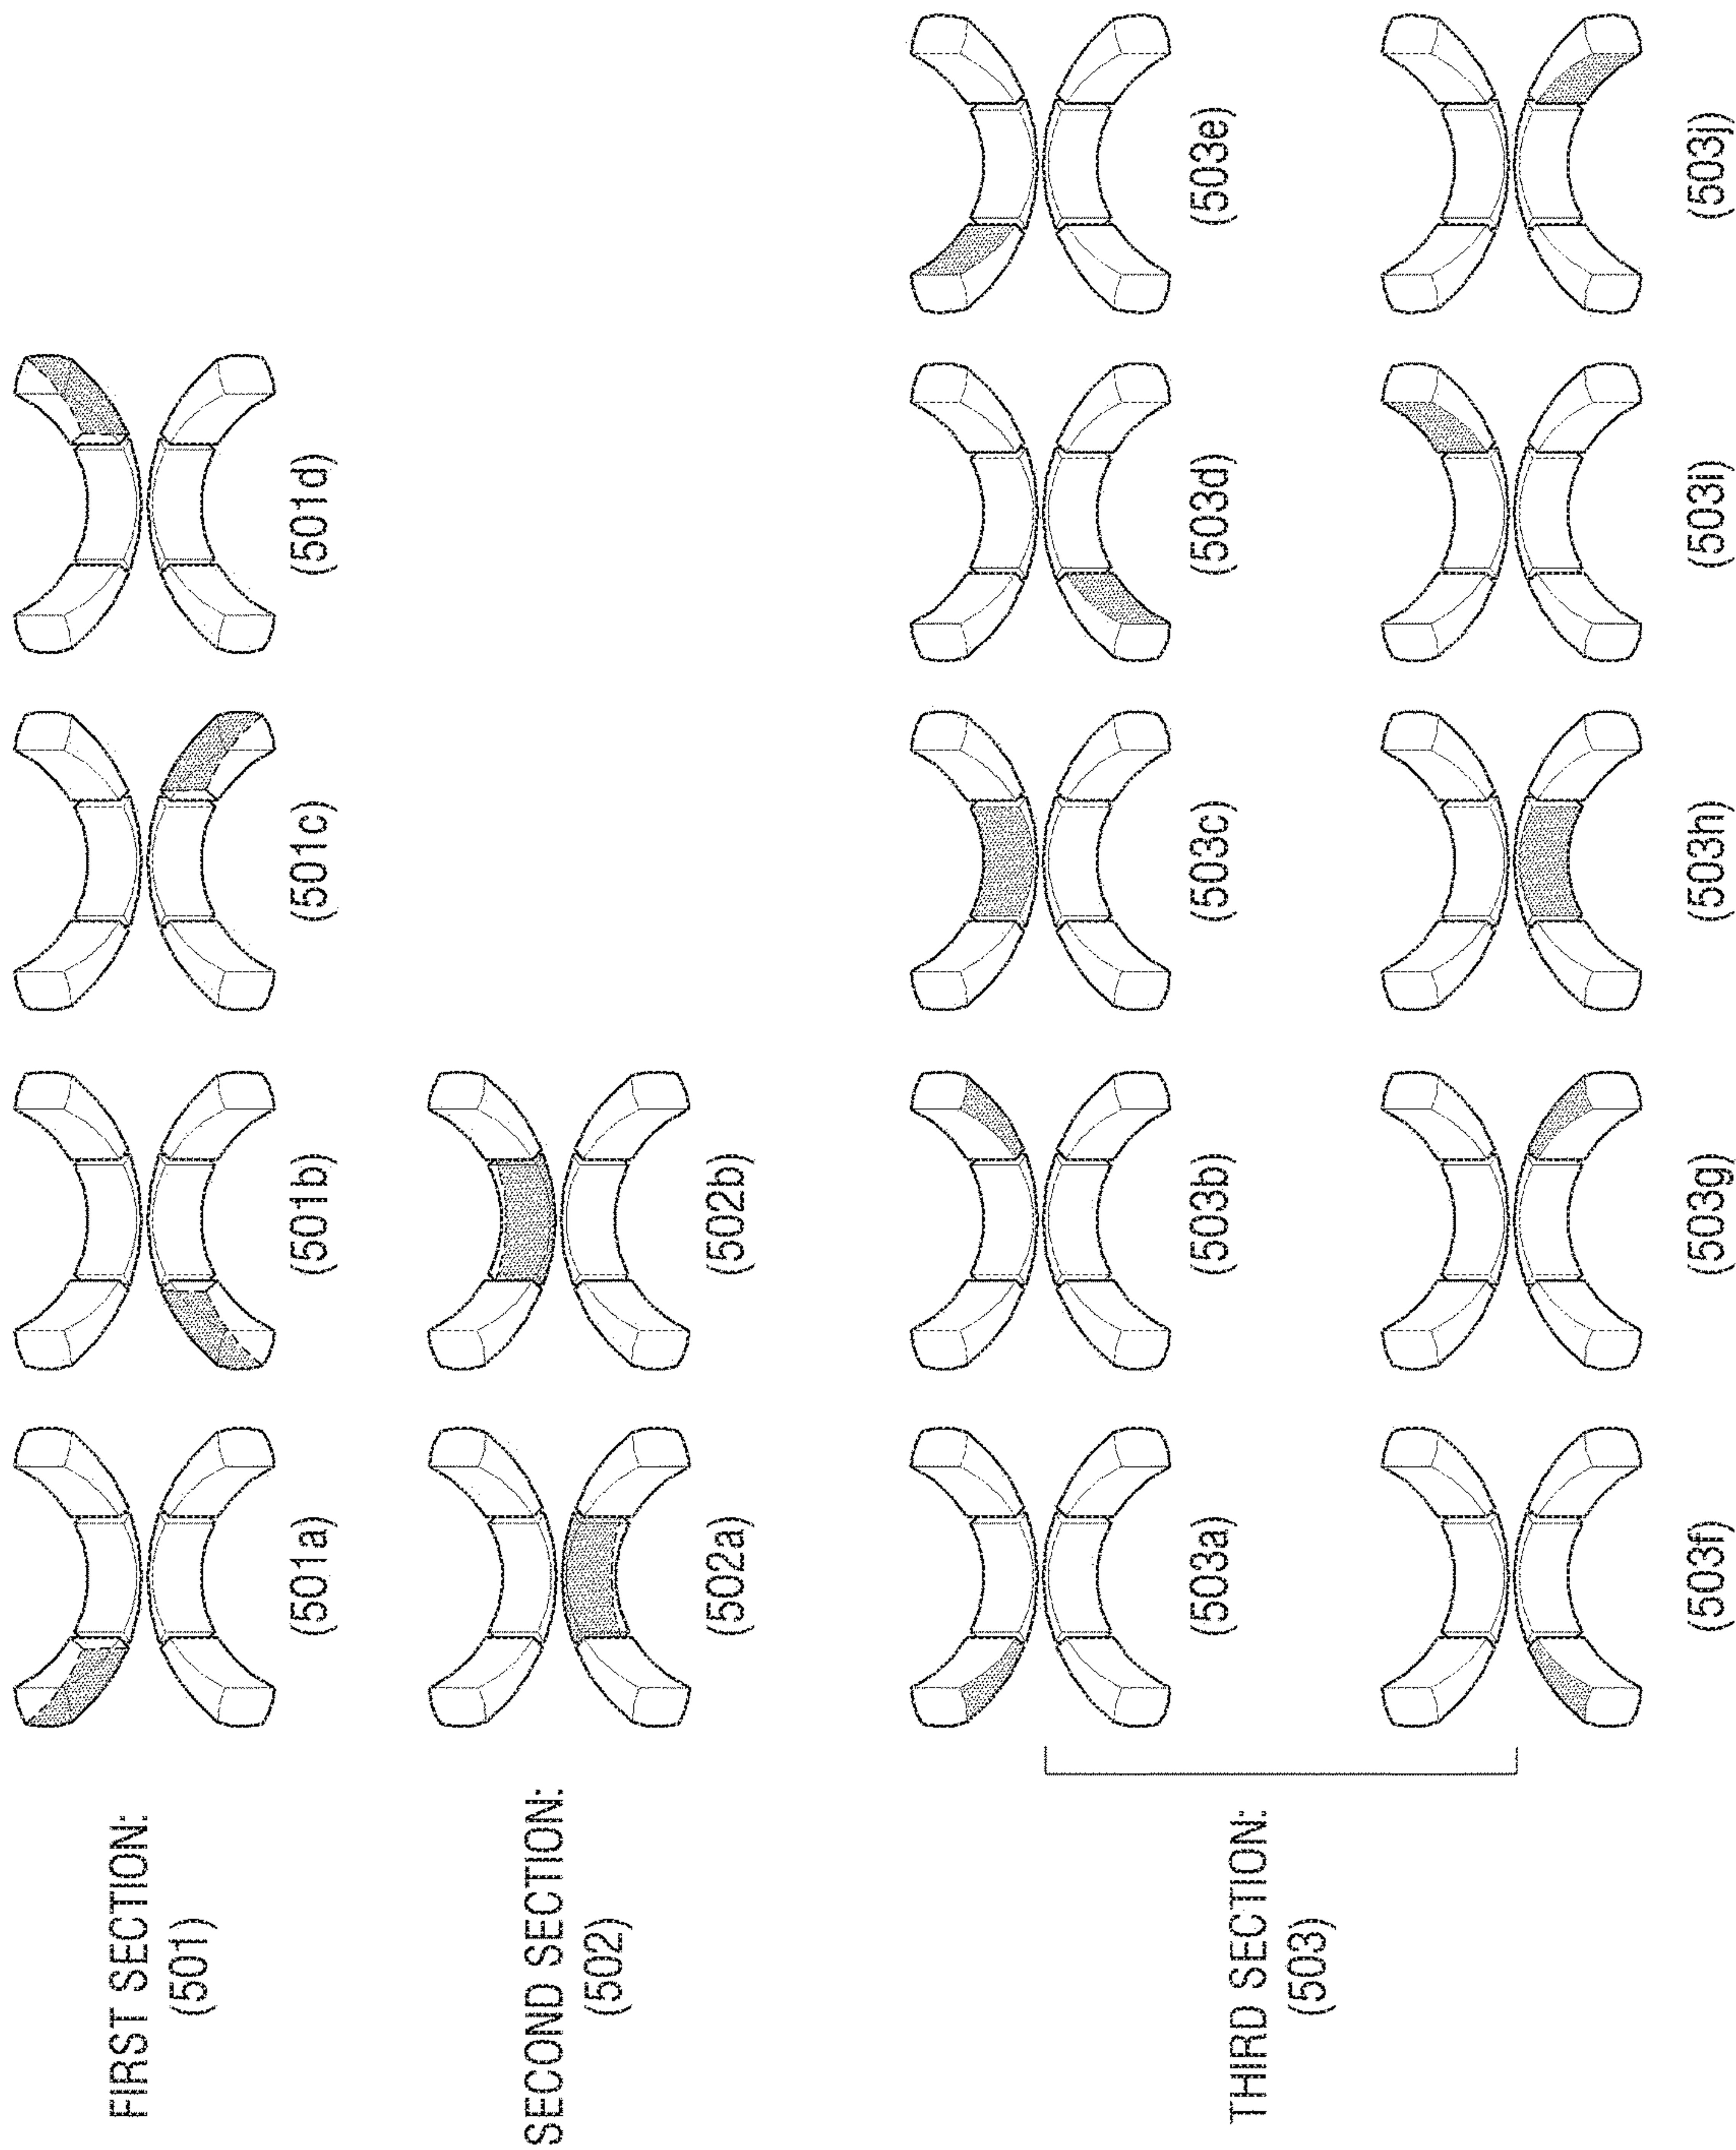 FIRST SECTION:
(501)
(501a)
(501b)
(501c)
(501d)
SECOND SECTION:
(502)
(502a)
(502b)
THIRD SECTION:
(503)
(503a)
(503b)
(503c)
(503d)
(503e)
(503f)
(503g)
(503h)
(503i)
(503j)